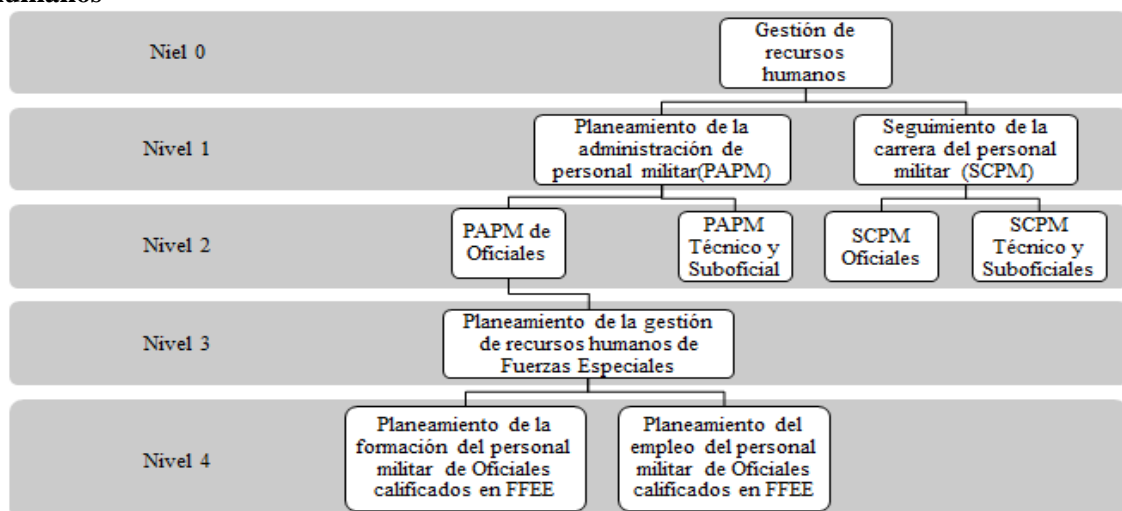 humanos
Niel 0
Gestión de
recursos
humanos
Nivel 1
Planeamiento de la
administración de
personal militar(PAPM)
Seguimiento de la
carrera del personal
militar (SCPM)
Nivel 2
PAPM de
Oficiales
PAPM
Técnico y
Suboficial
SCPM
Oficiales
SCPM
Técnico y
Suboficiales
Nivel 3
Planeamiento de la gestión
de recursos humanos de
Fuerzas Especiales
Nivel 4
Planeamiento de la
formación del personal
militar de Oficiales
calificados en FFEE
Planeamiento del
empleo del personal
militar de Oficiales
calificados en FFEE